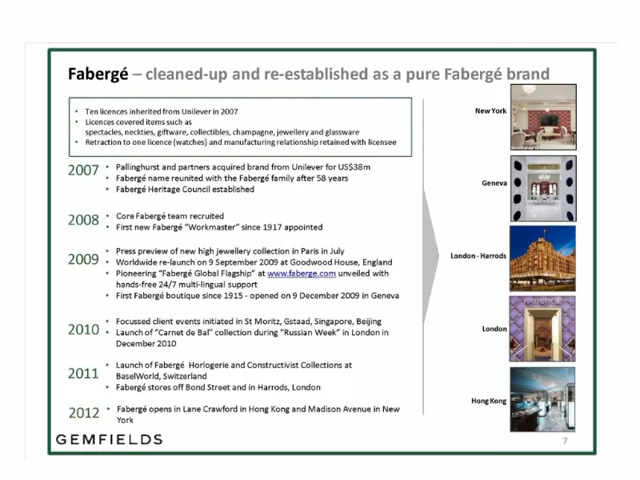 Fabergé – cleaned-up and re-established as a pure Fabergé brand
• Ten licences inherited from Unilever in 2007
• Licences covered items such as
spectacles, neckties, giftware, collectibles, champagne, jewellery and glassware
• Retraction to one licence (watches) and manufacturing relationship retained with licensee
2007 • Pallinghurst and partners acquired brand from Unilever for US$38m
• Fabergé name reunited with the Fabergé family after 58 years
• Fabergé Heritage Council established
2008 • Core Fabergé team recruited
• First new Fabergé "Workmaster" since 1917 appointed
2009 • Press preview of new high jewellery collection in Paris in July
• Worldwide re-launch on 9 September 2009 at Goodwood House, England
• Pioneering "Fabergé Global Flagship" at www.faberge.com unveiled with
hands-free 24/7 multi-lingual support
• First Fabergé boutique since 1915 - opened on 9 December 2009 in Geneva
2010 • Focussed client events initiated in St Moritz, Gstaad, Singapore, Beijing
• Launch of "Carnet de Bal" collection during "Russian Week" in London in
December 2010
2011 • Launch of Fabergé Horlogerie and Constructivist Collections at
BaselWorld, Switzerland
• Fabergé stores off Bond Street and in Harrods, London
2012 • Fabergé opens in Lane Crawford in Hong Kong and Madison Avenue in New
York
New York
Geneva
London - Harrods
London
Hong Kong
GEMFIELDS
7